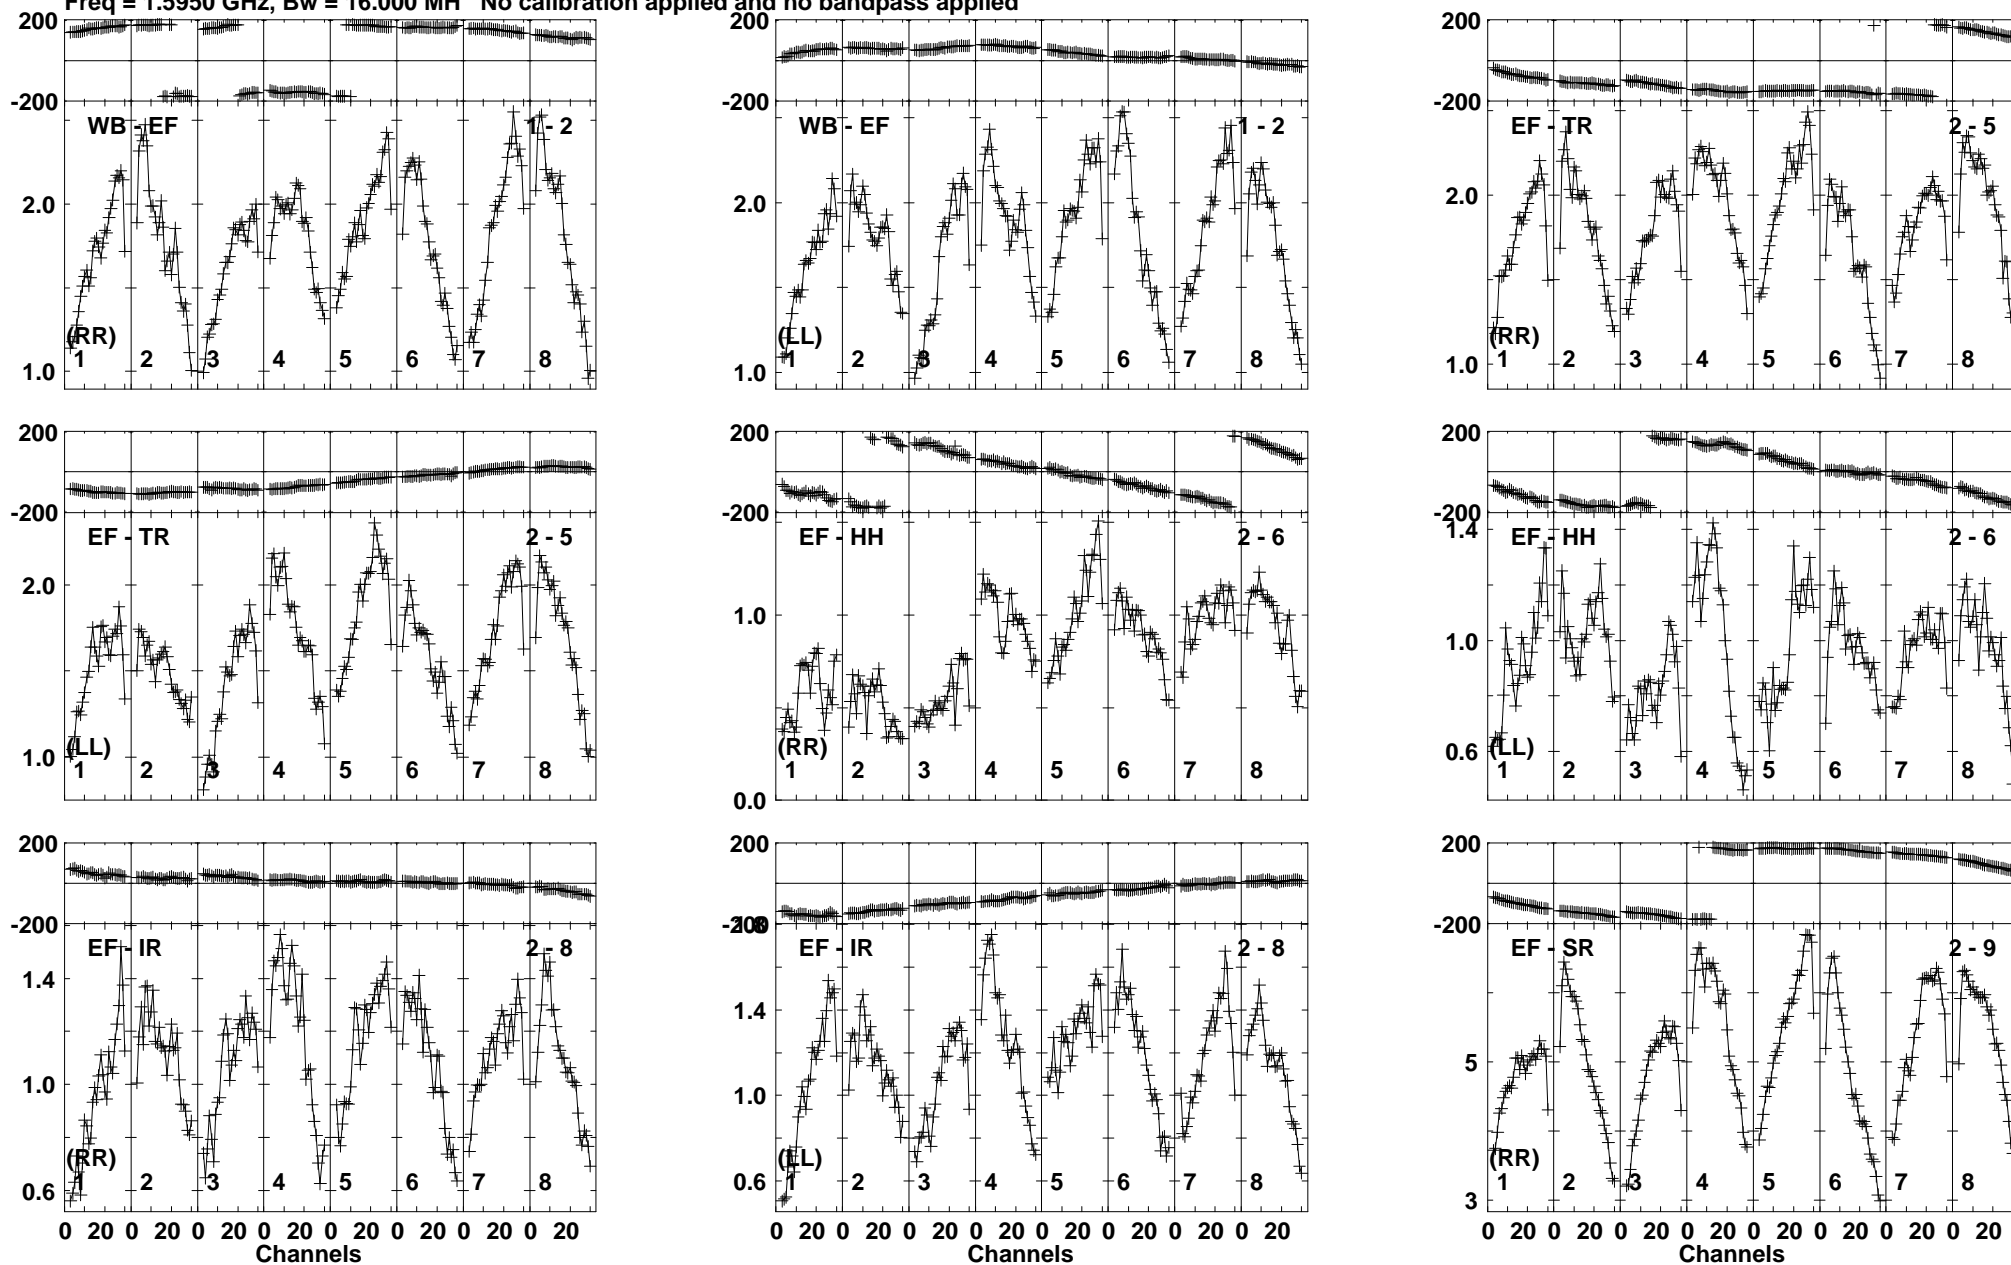 Freq = 1.5950 GHz, Bw = 16.000 MH No calibration applied and no bandpass applied
200
-200
WB - EF 1 - 2
2.0
1.0
(RR)
1 2 3 4 5 6 7 8
200
-200
WB - EF 1 - 2
2.0
1.0
(LL)
1 2 3 4 5 6 7 8
200
-200
EF - TR 2 - 5
2.0
1.0
(RR)
1 2 3 4 5 6 7 8
200
-200
EF - TR 2 - 5
2.0
1.0
(LL)
1 2 3 4 5 6 7 8
200
-200
EF - HH 2 - 6
1.0
0.0
(RR)
1 2 3 4 5 6 7 8
200
-200
1.4
EF - HH 2 - 6
1.0
0.6
(LL)
1 2 3 4 5 6 7 8
200
-200
EF - IR 2 - 8
1.4
1.0
0.6
(RR)
1 2 3 4 5 6 7 8
0 20 0 20 0 20 0 20 0 20 0 20 0 20 0 20
Channels
200
-200
1.8
EF - IR 2 - 8
1.4
1.0
0.6
(LL)
1 2 3 4 5 6 7 8
0 20 0 20 0 20 0 20 0 20 0 20 0 20 0 20
Channels
200
-200
EF - SR 2 - 9
5
3
(RR)
1 2 3 4 5 6 7 8
0 20 0 20 0 20 0 20 0 20 0 20 0 20 0 20
Channels